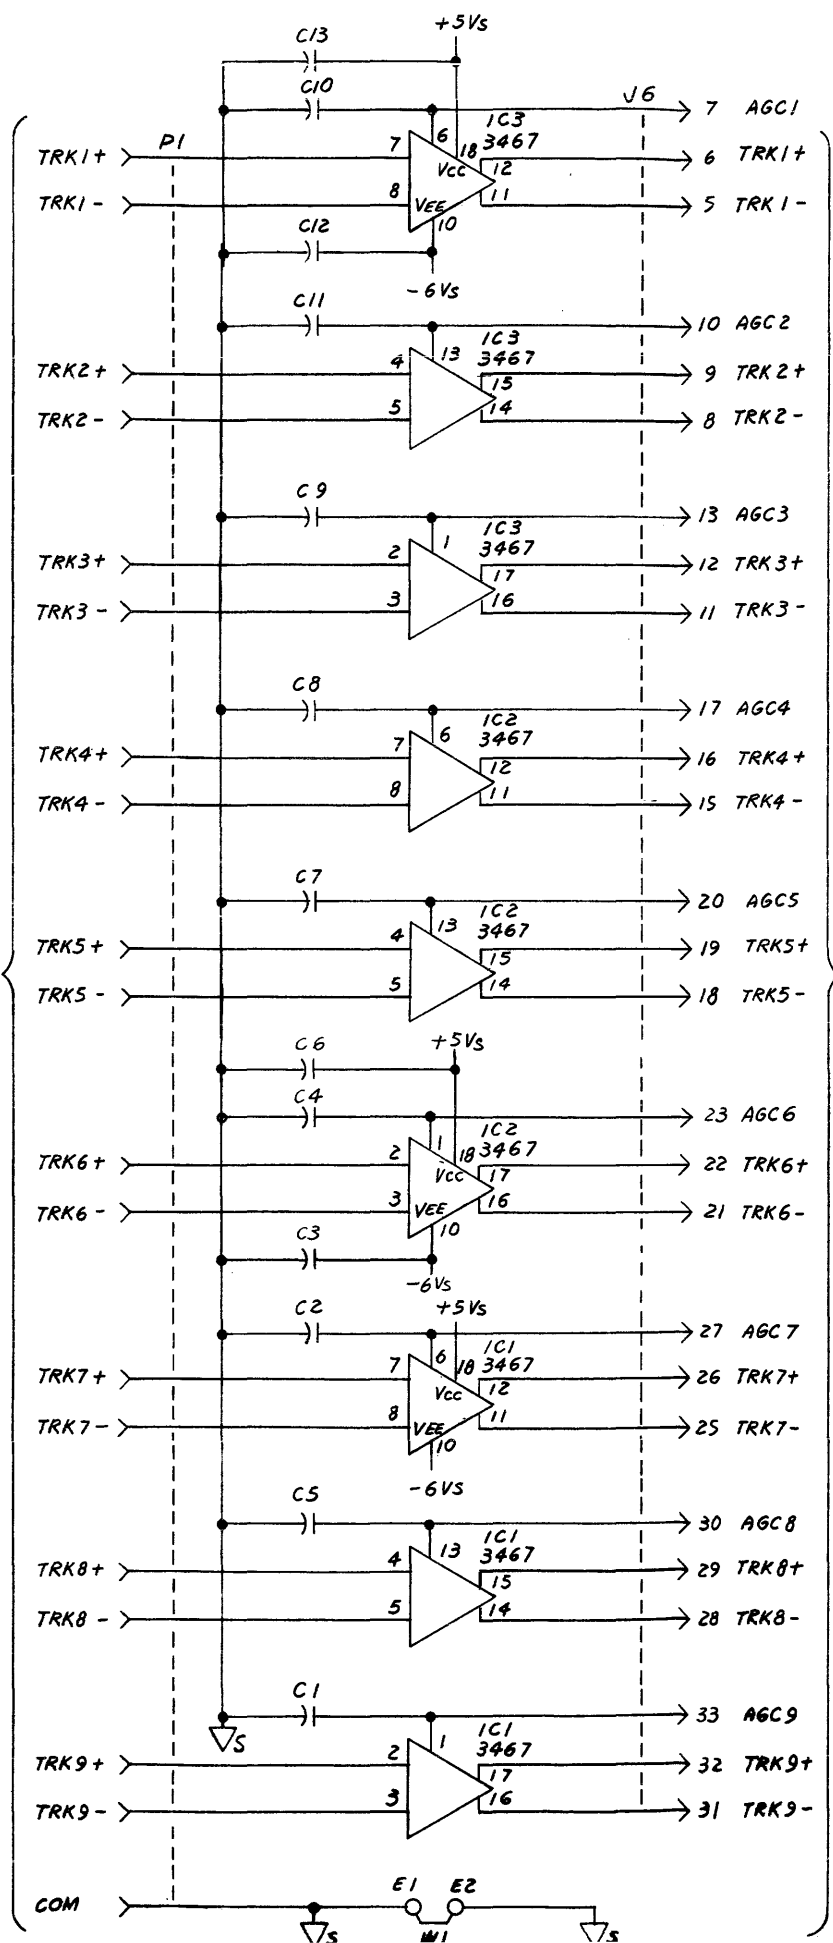 +5Vs
C13
C10
J6
7 AGC1
P1
IC3
3467
TRK1+ 7 6 18 12 6 TRK1+
VCC
TRK1- 8 VEE 11 5 TRK1-
10
C12
-6Vs
C11 10 AGC2
IC3
3467
TRK2+ 4 13 15 9 TRK2+
TRK2- 5 14 8 TRK2-
C9 13 AGC3
IC3
3467
TRK3+ 2 1 17 12 TRK3+
TRK3- 3 16 11 TRK3-
C8 17 AGC4
IC2
3467
TRK4+ 7 6 12 16 TRK4+
TRK4- 8 11 15 TRK4-
C7 20 AGC5
IC2
3467
TRK5+ 4 13 15 19 TRK5+
TRK5- 5 14 18 TRK5-
C6 +5Vs
C4 23 AGC6
IC2
3467
TRK6+ 2 1 18 17 22 TRK6+
VCC
TRK6- 3 VEE 16 21 TRK6-
10
C3
-6Vs
C2 +5Vs
27 AGC7
IC1
3467
TRK7+ 7 6 18 12 26 TRK7+
VCC
TRK7- 8 VEE 11 25 TRK7-
10
-6Vs
C5 30 AGC8
IC1
3467
TRK8+ 4 13 15 29 TRK8+
TRK8- 5 14 28 TRK8-
C1 33 AGC9
S
IC1
3467
TRK9+ 2 1 17 32 TRK9+
TRK9- 3 16 31 TRK9-
COM E1 E2
S W1 S